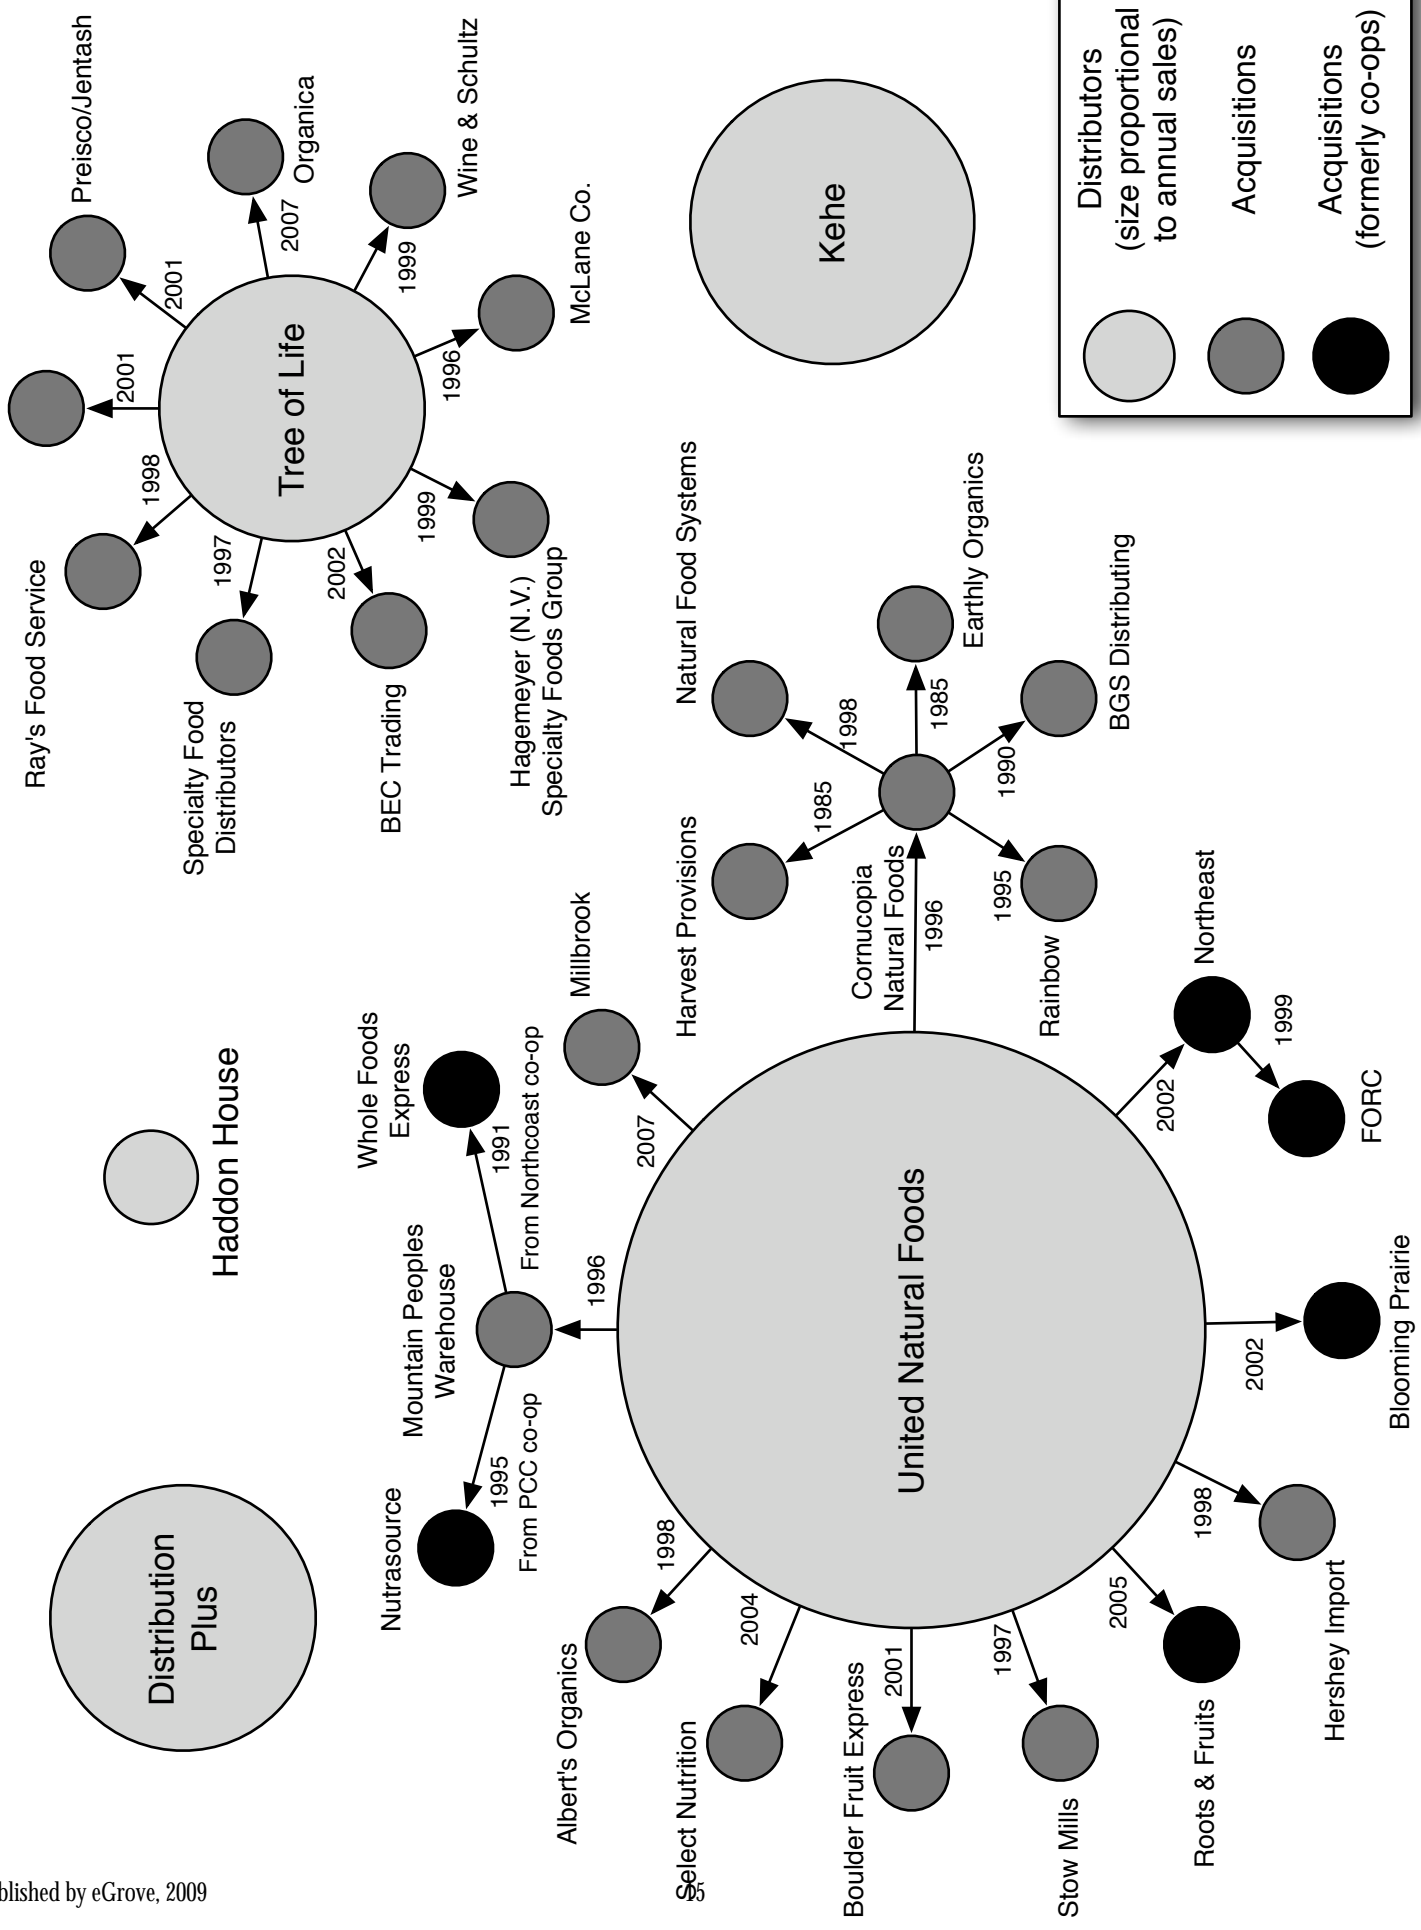 Distribution
Plus
Haddon House
Ray's Food Service
1998
2001
Preisco/Jentash
2001
Organica
2007
Wine & Schultz
1999
McLane Co.
1996
Tree of Life
Specialty Food
Distributors
1997
BEC Trading
2002
Hagemeyer (N.V.)
Specialty Foods Group
1999
Kehe
Nutrasource
1995
From PCC co-op
Mountain Peoples
Warehouse
Whole Foods
Express
1991
From Northcoast co-op
1996
Millbrook
2007
Albert's Organics
1998
Select Nutrition
2004
Boulder Fruit Express
2001
Stow Mills
1997
Roots & Fruits
2005
Hershey Import
1998
Blooming Prairie
2002
United Natural Foods
Northeast
2002
FORC
1999
Cornucopia
Natural Foods
1996
Harvest Provisions
1985
Natural Food Systems
1998
Earthly Organics
1985
BGS Distributing
1990
Rainbow
1995
Distributors
(size proportional
to annual sales)
Acquisitions
Acquisitions
(formerly co-ops)
blished by eGrove, 2009
15